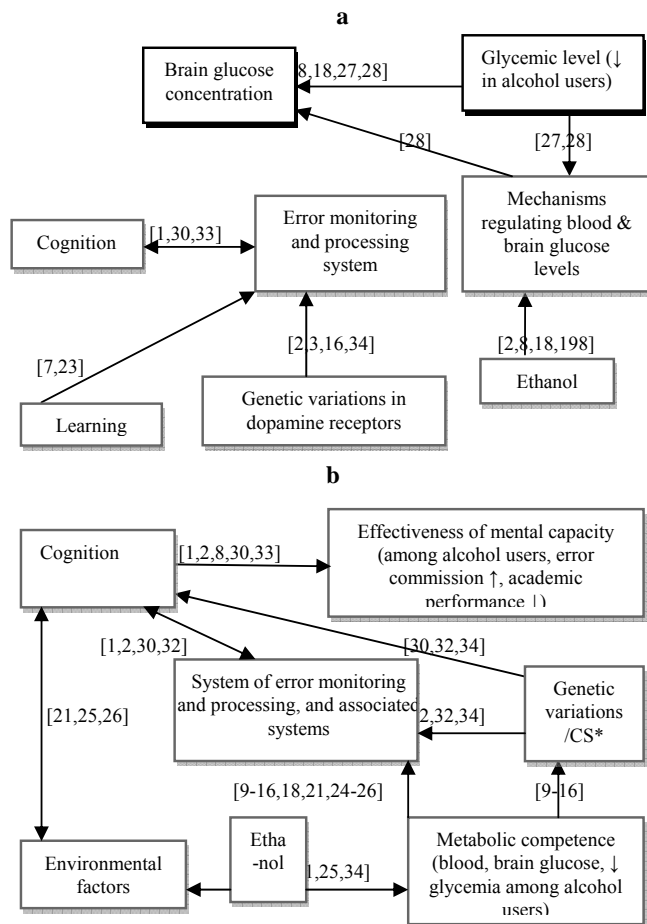 a
Brain glucose
concentration
8,18,27,28]
Glycemic level (↓
in alcohol users)
[28]
[27,28]
Cognition
[1,30,33]
Error monitoring
and processing
system
Mechanisms
regulating blood &
brain glucose
levels
[7,23]
[2,3,16,34]
[2,8,18,198]
Learning
Genetic variations in
dopamine receptors
Ethanol
b
Cognition
[1,2,8,30,33]
Effectiveness of mental capacity
(among alcohol users, error
commission ↑, academic
performance ↓)
[1,2,30,32]
[30,32,34]
[21,25,26]
System of error monitoring
and processing, and associated
systems
2,32,34]
Genetic
variations
/CS*
[9-16,18,21,24-26]
[9-16]
Environmental
factors
Etha
-nol
1,25,34]
Metabolic competence
(blood, brain glucose, ↓
glycemia among alcohol
users)